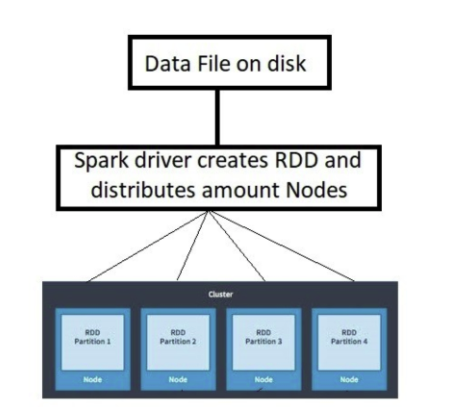 Data File on disk
Spark driver creates RDD and
distributes amount Nodes
Cluster
RDD
Partition 1
RDD
Partition 2
RDD
Partition 3
RDD
Partition 4
Node
Node
Node
Node